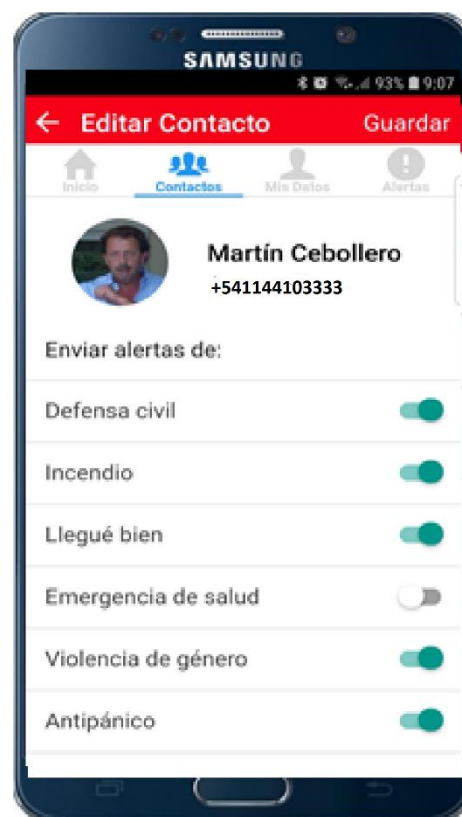 SAMSUNG
93% 9:07
Editar Contacto Guardar
Inicio Contactos Mis Datos Alertas
Martín Cebollero
+541144103333
Enviar alertas de:
Defensa civil
Incendio
Llegué bien
Emergencia de salud
Violencia de género
Antipánico